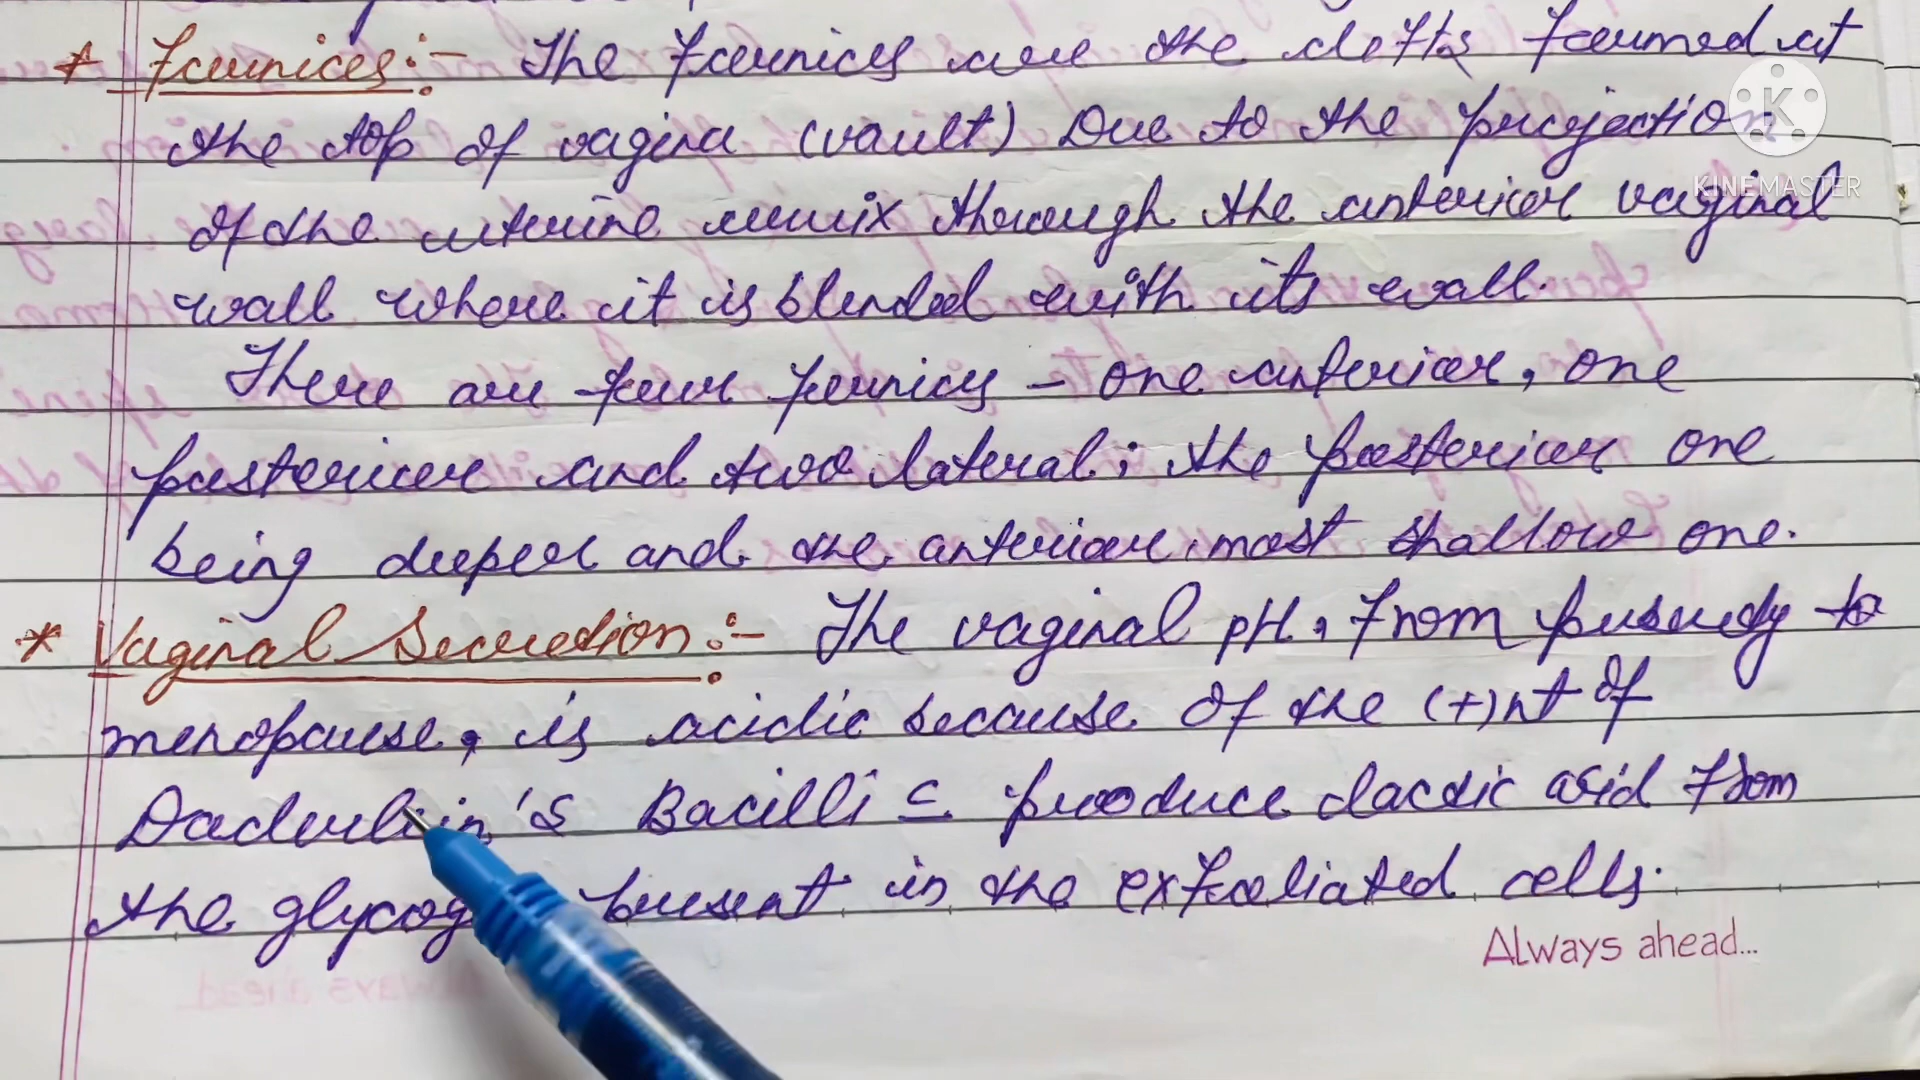 * Fornices:- The fornices are the clefts formed at
the top of vagina (vault) Due to the projection
of the uterine cervix through the anterior vaginal
wall where it is blended with its wall.
There are four fornices - one anterior, one
posterior and two lateral; the posterior one
being deeper and the anterior, most shallow one.
* Vaginal Secretion:- The vaginal pH, from puberty to
menopause, is acidic because of the (+)nt of
Daderlein's Bacilli c produce lactic acid from
the glycog present in the exfoliated cells.
Always ahead...
KINEMASTER